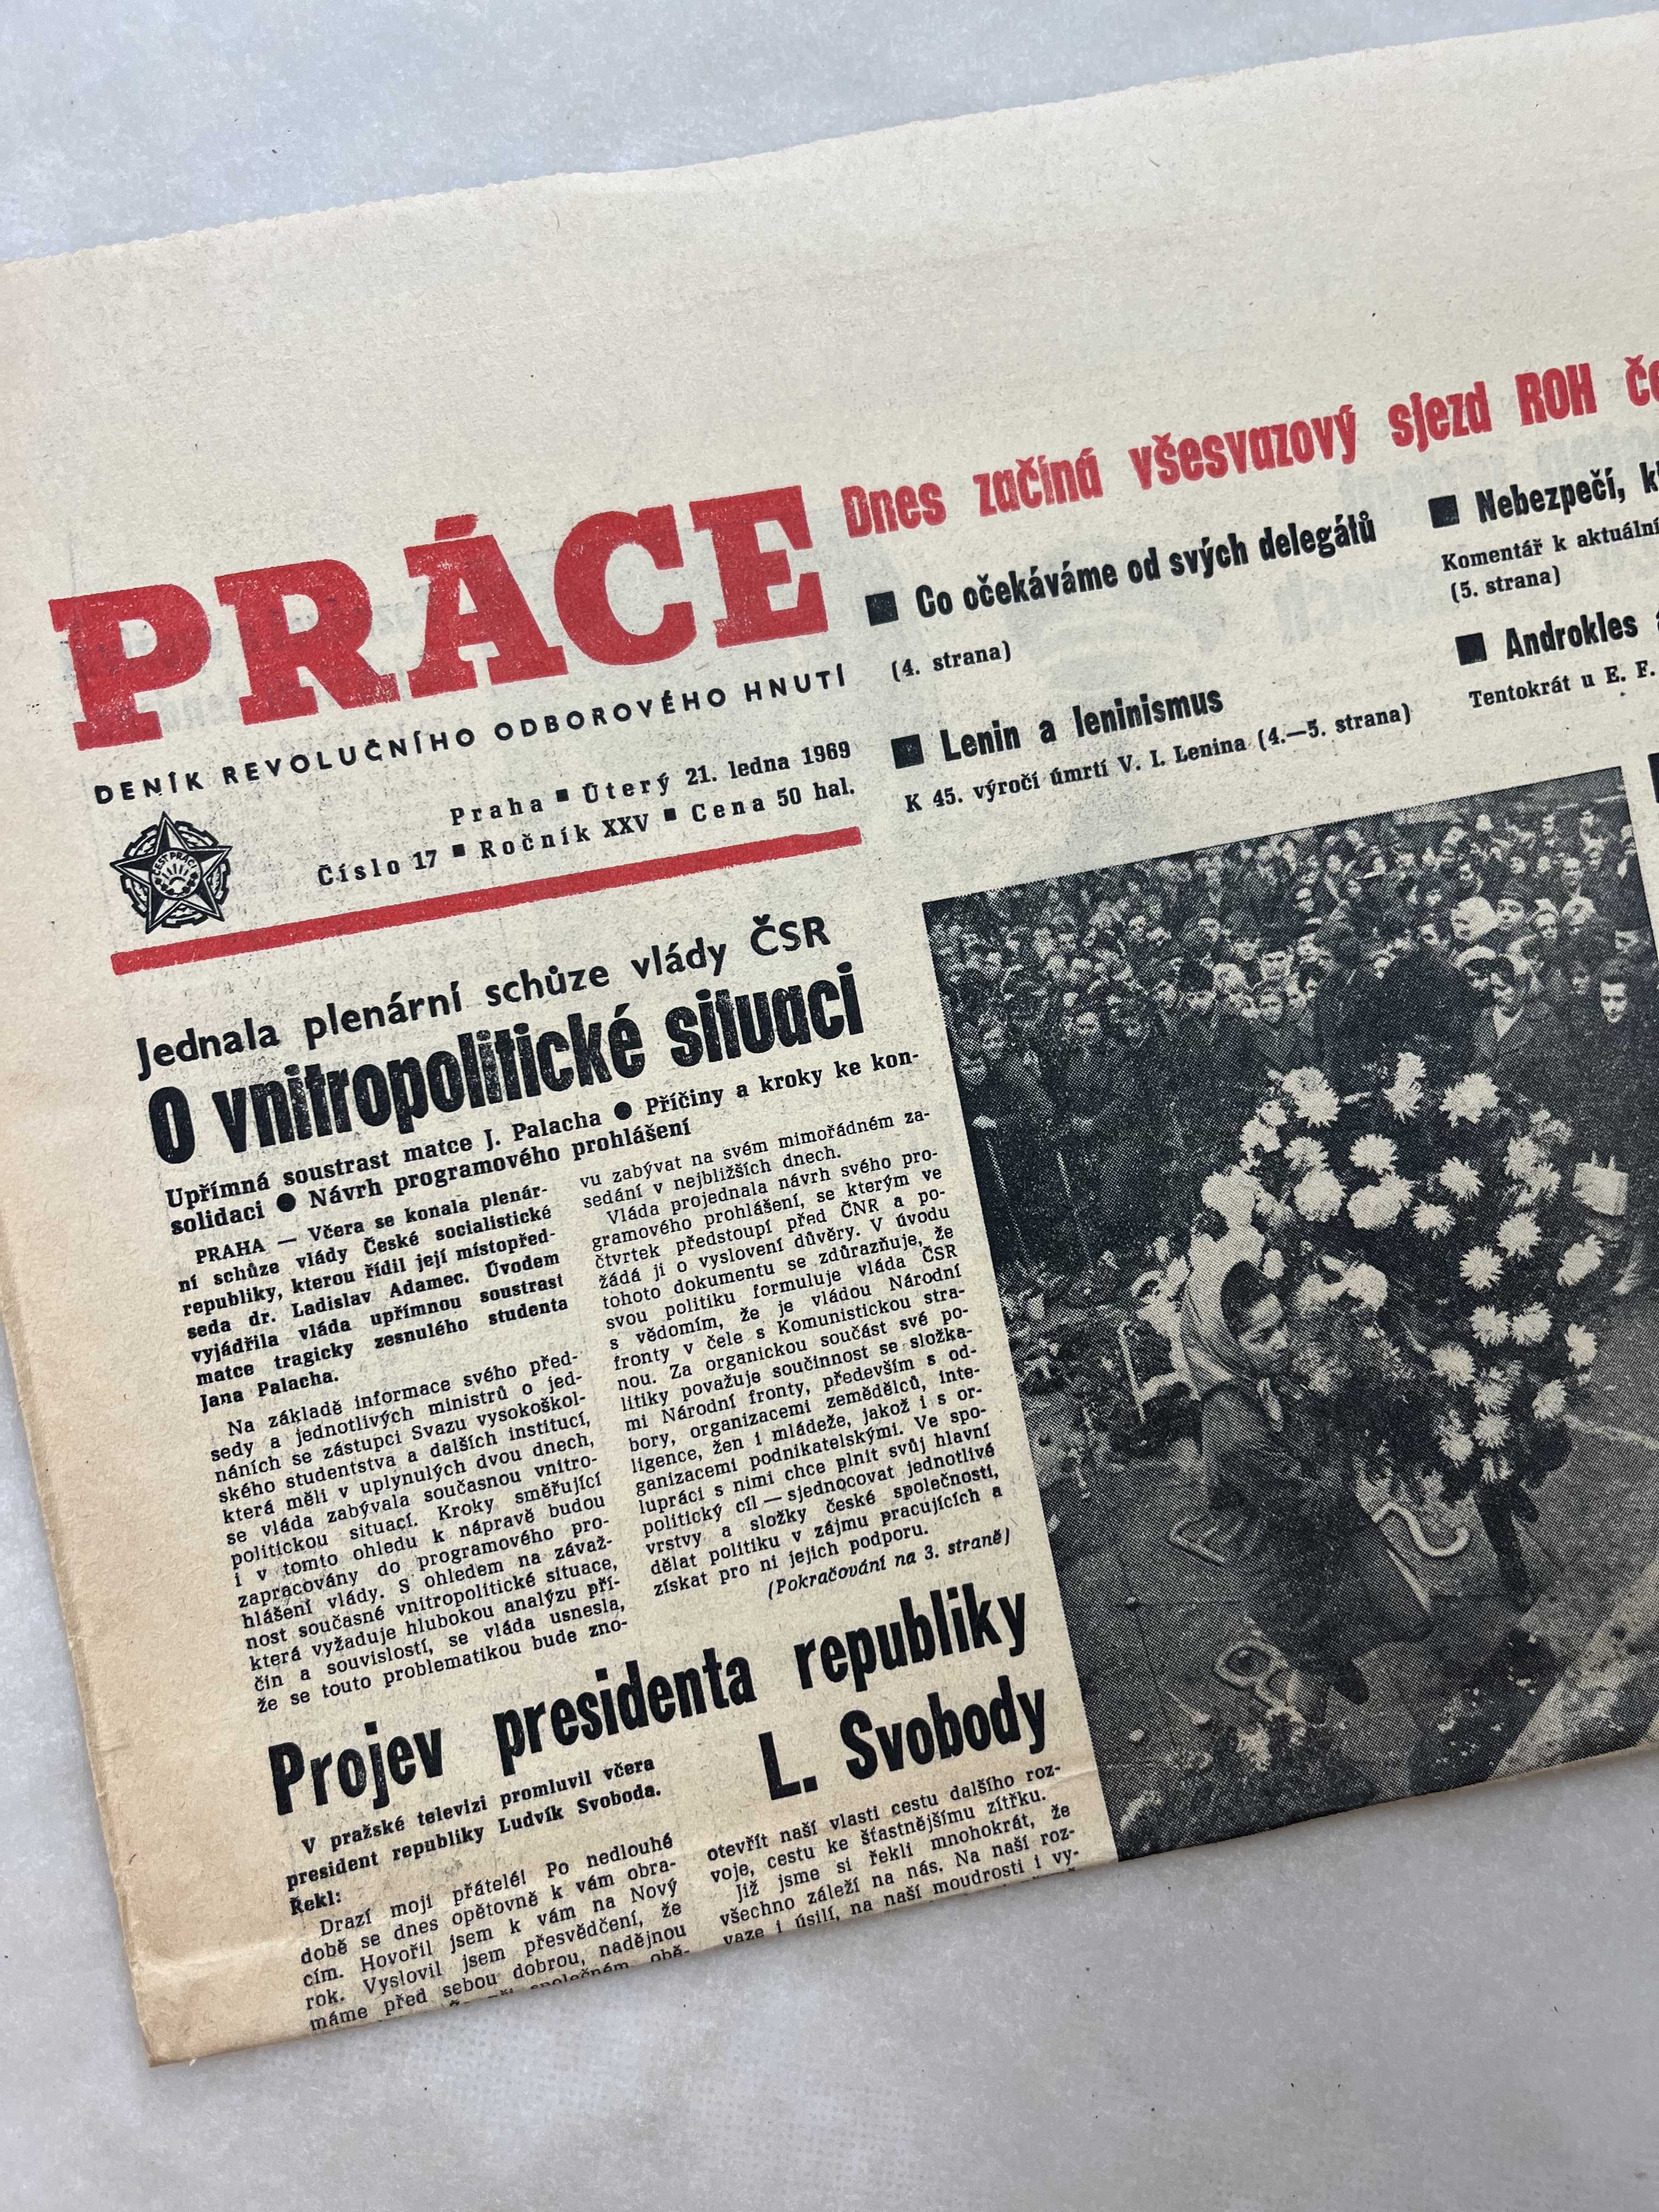 PRÁCE
DENÍK REVOLUČNÍHO ODBOROVÉHO HNUTÍ
Praha ■ Úterý 21. ledna 1969
Číslo 17 ■ Ročník XXV ■ Cena 50 hal.
ČEST PRÁCI
Dnes začíná všesvazový sjezd ROH
■ Co očekáváme od svých delegátů
(4. strana)
■ Lenin a leninismus
K 45. výročí úmrtí V. I. Lenina (4.—5. strana)
■ Nebezpečí,
Komentář k aktuální
(5. strana)
■ Androkles
Tentokrát u E. F.
Jednala plenární schůze vlády ČSR
O vnitropolitické situaci
Upřímná soustrast matce J. Palacha ● Příčiny a kroky ke kon-
solidaci ● Návrh programového prohlášení
PRAHA — Včera se konala plenár-
ní schůze vlády České socialistické
republiky, kterou řídil její místopřed-
seda dr. Ladislav Adamec. Úvodem
vyjádřila vláda upřímnou soustrast
matce tragicky zesnulého studenta
Jana Palacha.
Na základě informace svého před-
sedy a jednotlivých ministrů o jed-
náních se zástupci Svazu vysokoškol-
ského studentstva a dalších institucí,
která měli v uplynulých dvou dnech,
se vláda zabývala současnou vnitro-
politickou situací. Kroky směřující
i v tomto ohledu k nápravě budou
zapracovány do programového pro-
hlášení vlády. S ohledem na závaž-
nost současné vnitropolitické situace,
která vyžaduje hlubokou analýzu pří-
čin a souvislostí, se vláda usnesla,
že se touto problematikou bude zno-
vu zabývat na svém mimořádném za-
sedání v nejbližších dnech.
Vláda projednala návrh svého pro-
gramového prohlášení, se kterým ve
čtvrtek předstoupí před ČNR a po-
žádá ji o vyslovení důvěry. V úvodu
tohoto dokumentu se zdůrazňuje, že
svou politiku formuluje vláda ČSR
s vědomím, že je vládou Národní
fronty v čele s Komunistickou stra-
nou. Za organickou součást své po-
litiky považuje součinnost se složka-
mi Národní fronty, především s od-
bory, organizacemi zemědělců, inte-
ligence, žen i mládeže, jakož i s or-
ganizacemi podnikatelskými. Ve spo-
lupráci s nimi chce plnit svůj hlavní
politický cíl — sjednocovat jednotlivé
vrstvy a složky české společnosti,
dělat politiku v zájmu pracujících a
získat pro ni jejich podporu.
(Pokračování na 3. straně)
Projev presidenta republiky
L. Svobody
V pražské televizi promluvil včera
president republiky Ludvík Svoboda.
Řekl:
Drazí moji přátelé! Po nedlouhé
době se dnes opětovně k vám obra-
cím. Hovořil jsem k vám na Nový
rok. Vyslovil jsem přesvědčení, že
máme před sebou dobrou, nadějnou
společném obě-
otevřít naší vlasti cestu dalšího roz-
voje, cestu ke šťastnějšímu zítřku.
Již jsme si řekli mnohokrát, že
všechno záleží na nás. Na naší roz-
vaze i úsilí, na naší moudrosti i vy-